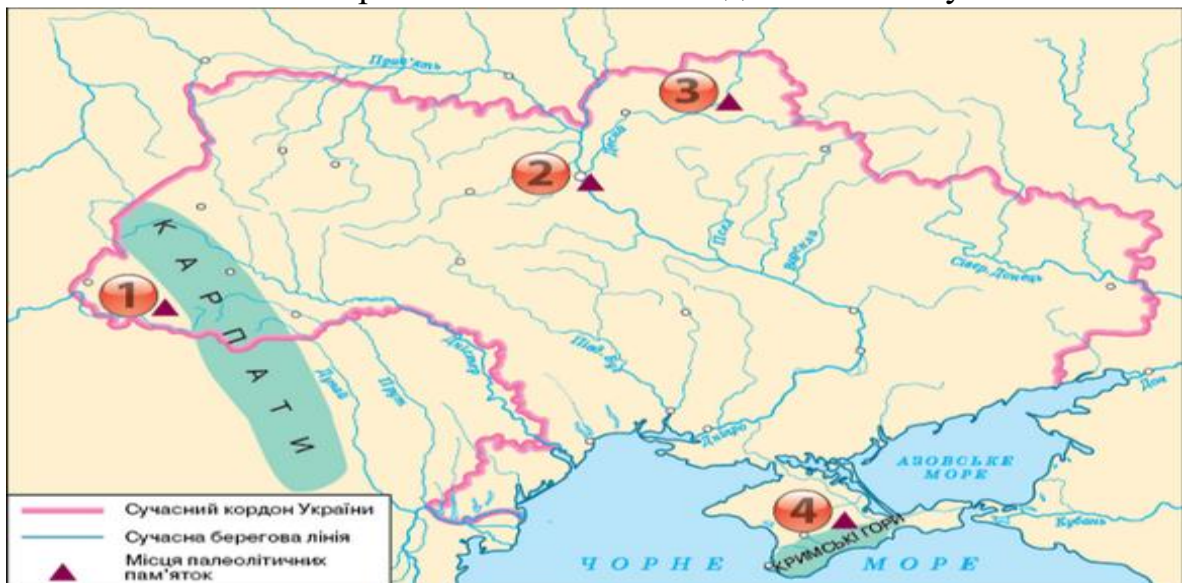 3
Прип'ять
Десна
2
Псел
Ворскла
Сівер. Донець
КАРПАТИ
1
Дністер
Півд. Буг
Прут
Дунай
Дніпро
Дон
АЗОВСЬКЕ
МОРЕ
4
Кубань
КРИМСЬКІ ГОРИ
ЧОРНЕ МОРЕ
Сучасний кордон України
Сучасна берегова лінія
Місця палеолітичних
пам'яток